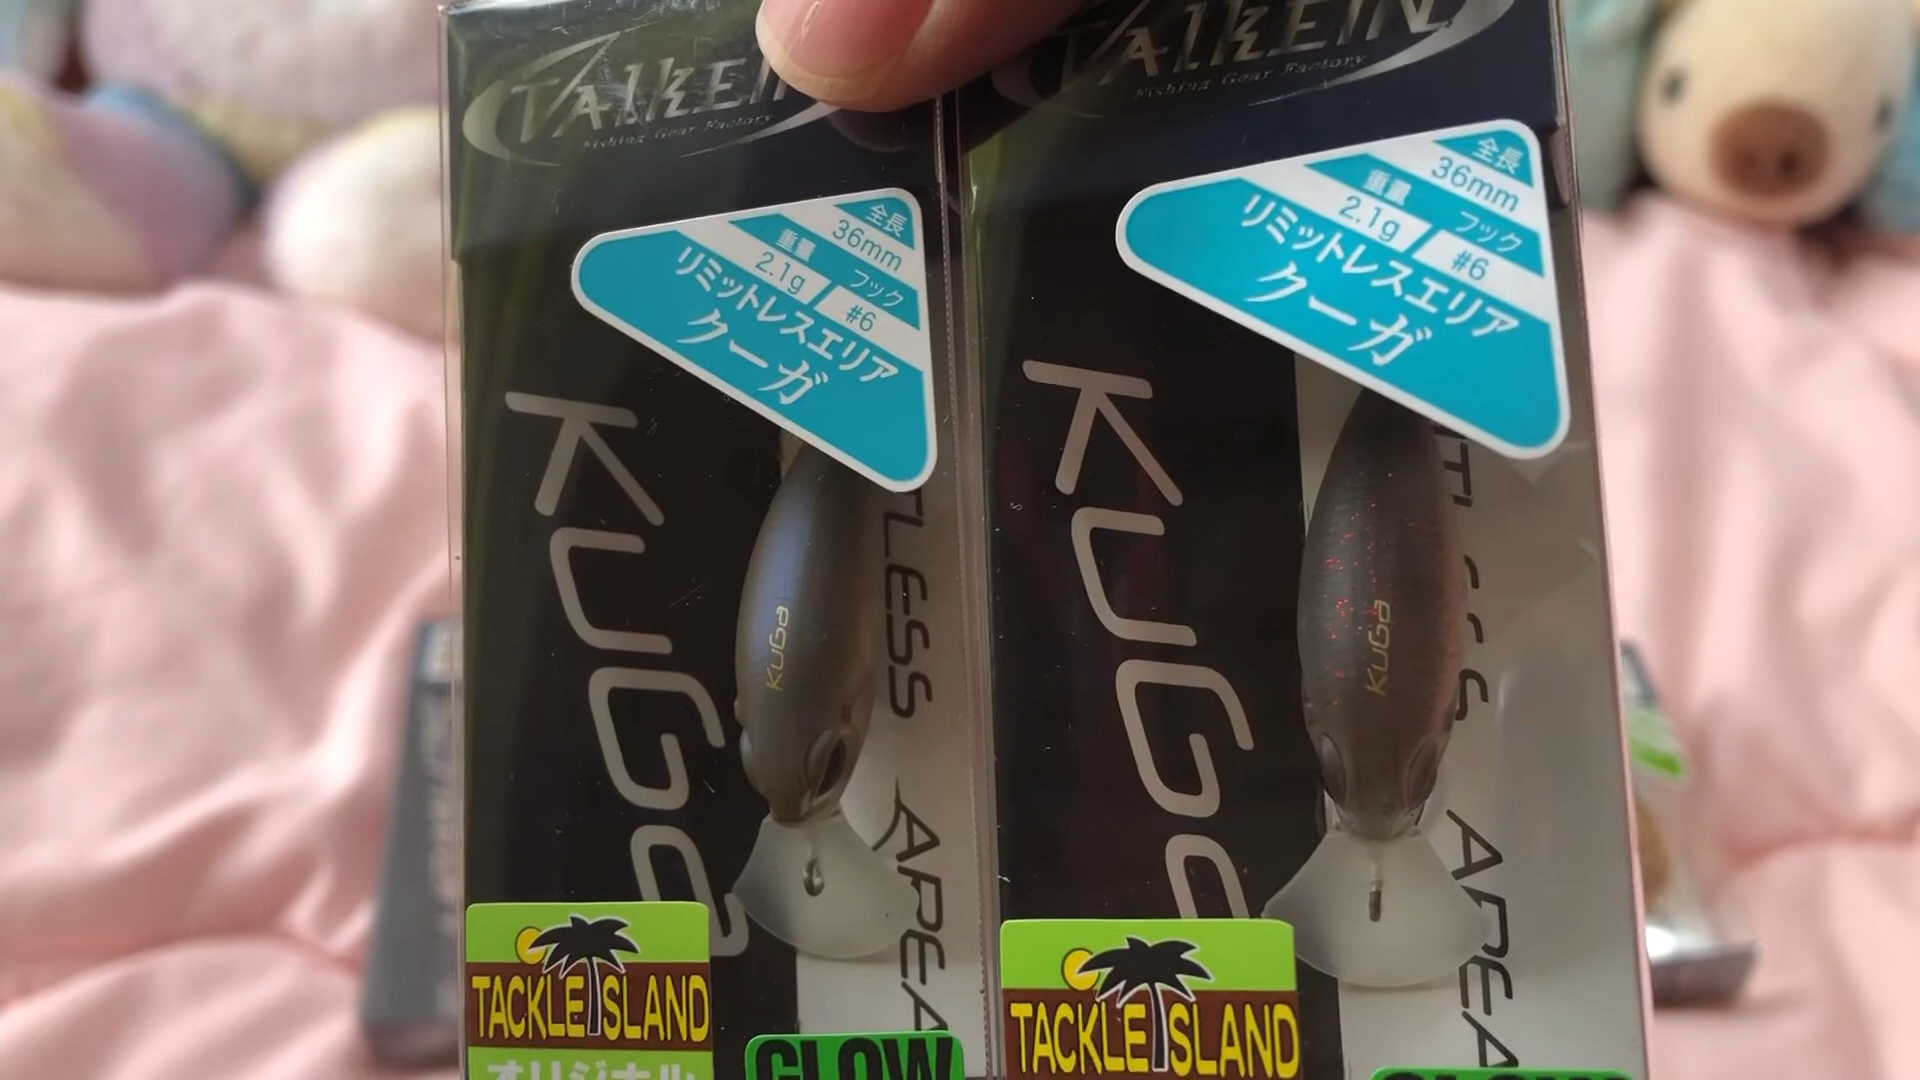 VALKEIN
Fishing Gear Factory
全長
36mm
重量
フック
2.1g
#6
リミットレスエリア
クーガ
KUGa
KUGa
TLESS AREA
TACKLE ISLAND
オリジナル
GLOW
VALKEIN
Fishing Gear Factory
全長
36mm
重量
フック
2.1g
#6
リミットレスエリア
クーガ
KUGa
KUGa
AREA
TACKLE ISLAND
GLOW